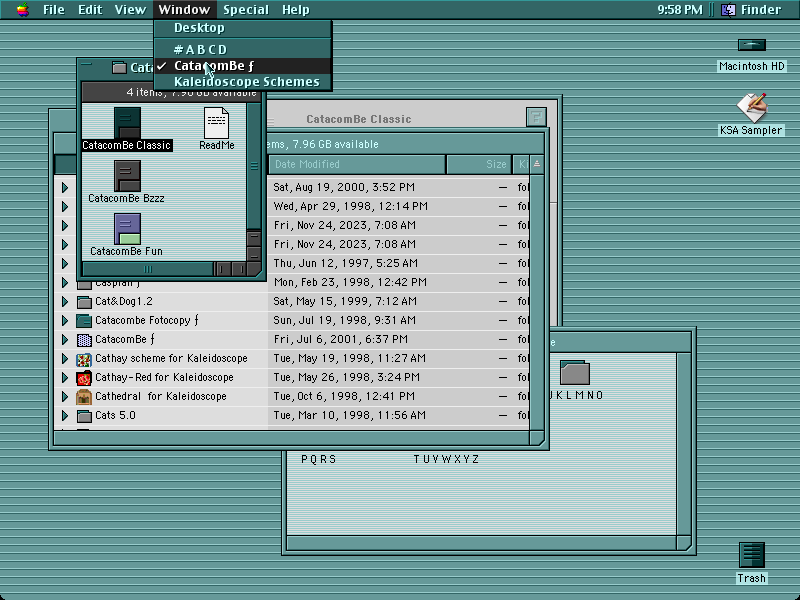 File Edit View Window Special Help 9:58 PM Finder
Desktop
#ABCD
✓ CatacomBe ƒ
Kaleidoscope Schemes
Cata
4 items, 7.96 GB available
CatacomBe Classic
ReadMe
CatacomBe Bzzz
CatacomBe Fun
Macintosh HD
KSA Sampler
CatacomBe Classic
ems, 7.96 GB available
Date Modified Size Ki
Sat, Aug 19, 2000, 3:52 PM — fol
Wed, Apr 29, 1998, 12:14 PM — fol
Fri, Nov 24, 2023, 7:08 AM — fol
Fri, Nov 24, 2023, 7:08 AM — fol
Thu, Jun 12, 1997, 5:25 AM — fol
Caspian ƒ Mon, Feb 23, 1998, 12:42 PM — fol
Cat&Dog1.2 Sat, May 15, 1999, 7:12 AM — fol
Catacombe Fotocopy ƒ Sun, Jul 19, 1998, 9:31 AM — fol
CatacomBe ƒ Fri, Jul 6, 2001, 6:37 PM — fol
Cathay scheme for Kaleidoscope Tue, May 19, 1998, 11:27 AM — fol
Cathay-Red for Kaleidoscope Tue, May 26, 1998, 3:24 PM — fol
Cathedral for Kaleidoscope Tue, Oct 6, 1998, 12:41 PM — fol
Cats 5.0 Tue, Mar 10, 1998, 11:56 AM — fol
e
J K L M N O
P Q R S
T U V W X Y Z
Trash